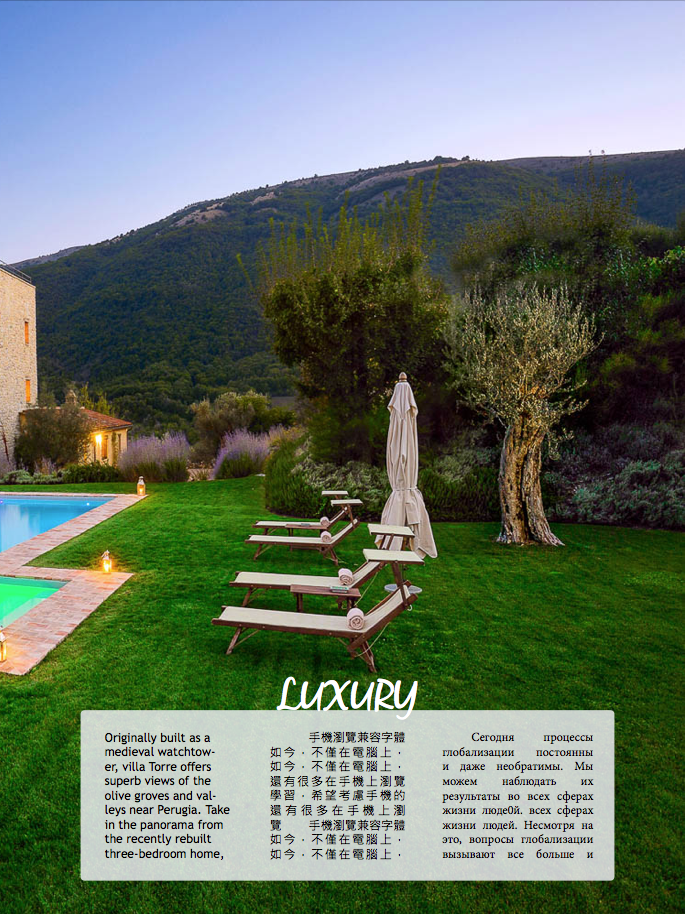 LUXURY
Originally built as a
medieval watchtow-
er, villa Torre offers
superb views of the
olive groves and val-
leys near Perugia. Take
in the panorama from
the recently rebuilt
three-bedroom home,
手機瀏覽兼容字體
如今，不僅在電腦上，
如今，不僅在電腦上，
還有很多在手機上瀏覽
學習，希望考慮手機的
還有很多在手機上瀏
覽 手機瀏覽兼容字體
如今，不僅在電腦上，
如今，不僅在電腦上，
Сегодня процессы
глобализации постоянны
и даже необратимы. Мы
можем наблюдать их
результаты во всех сферах
жизни люде0й. всех сферах
жизни людей. Несмотря на
это, вопросы глобализации
вызывают все больше и